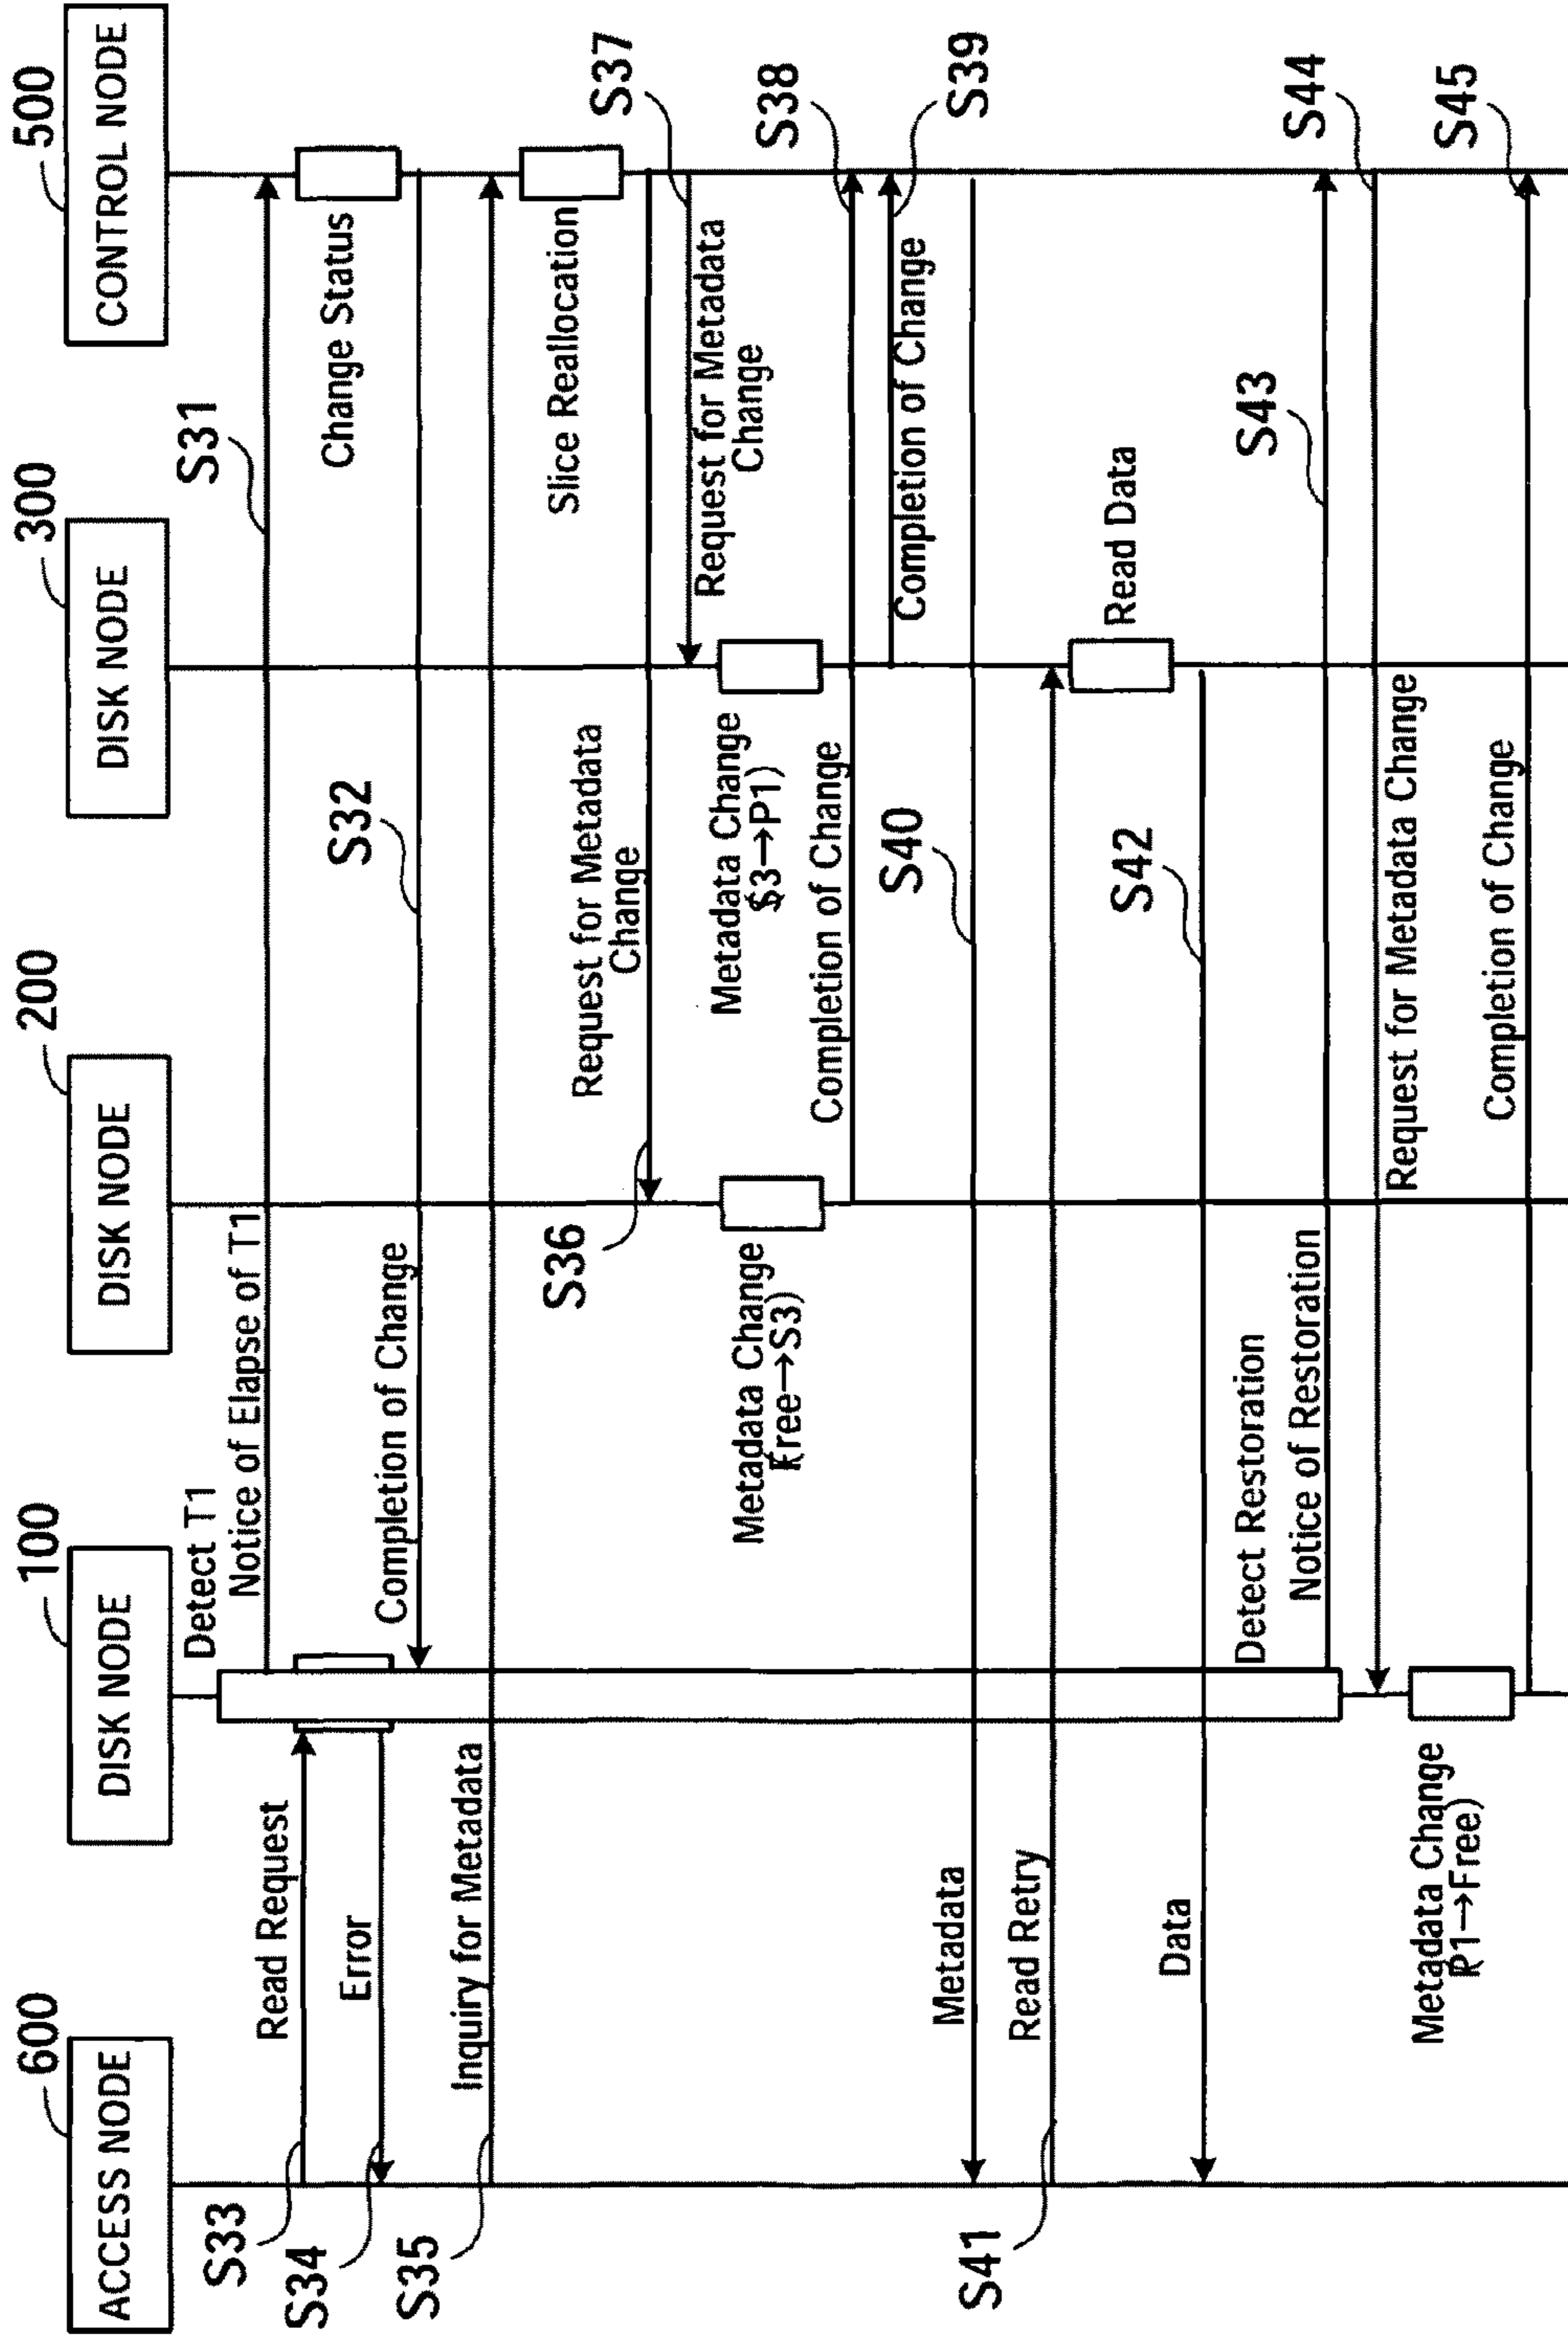 600
ACCESS NODE
100
DISK NODE
200
DISK NODE
300
DISK NODE
500
CONTROL NODE
Detect T1
Notice of Elapse of T1
S31
S33
Read Request
Change Status
S34
Error
Completion of Change
S32
S35
Inquiry for Metadata
Slice Reallocation
S36
Request for Metadata
Change
S37
Request for Metadata
Change
Metadata Change
(Free→S3)
Metadata Change
(S3→P1)
Completion of Change
S38
Completion of Change
S39
Metadata
S40
S41
Read Retry
Read Data
Data
S42
Detect Restoration
Notice of Restoration
S43
S44
Request for Metadata Change
Metadata Change
(P1→Free)
Completion of Change
S45